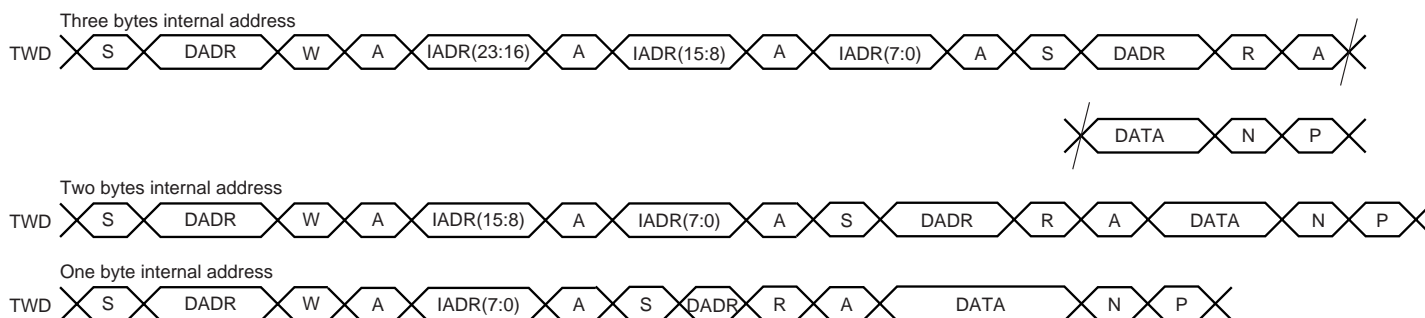 Three bytes internal address
TWD S DADR W A IADR(23:16) A IADR(15:8) A IADR(7:0) A S DADR R A
DATA N P
Two bytes internal address
TWD S DADR W A IADR(15:8) A IADR(7:0) A S DADR R A DATA N P
One byte internal address
TWD S DADR W A IADR(7:0) A S DADR R A DATA N P